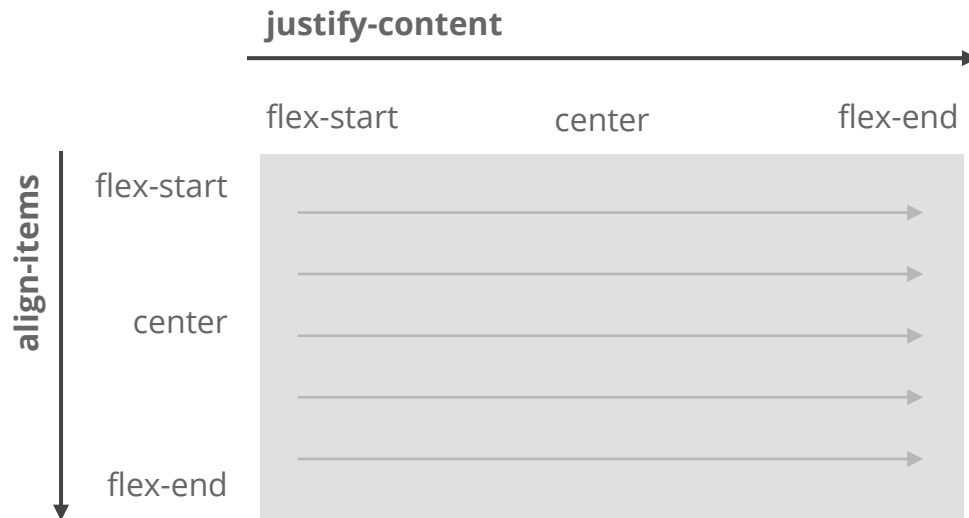 justify-content
flex-start
center
flex-end
align-items
flex-start
center
flex-end